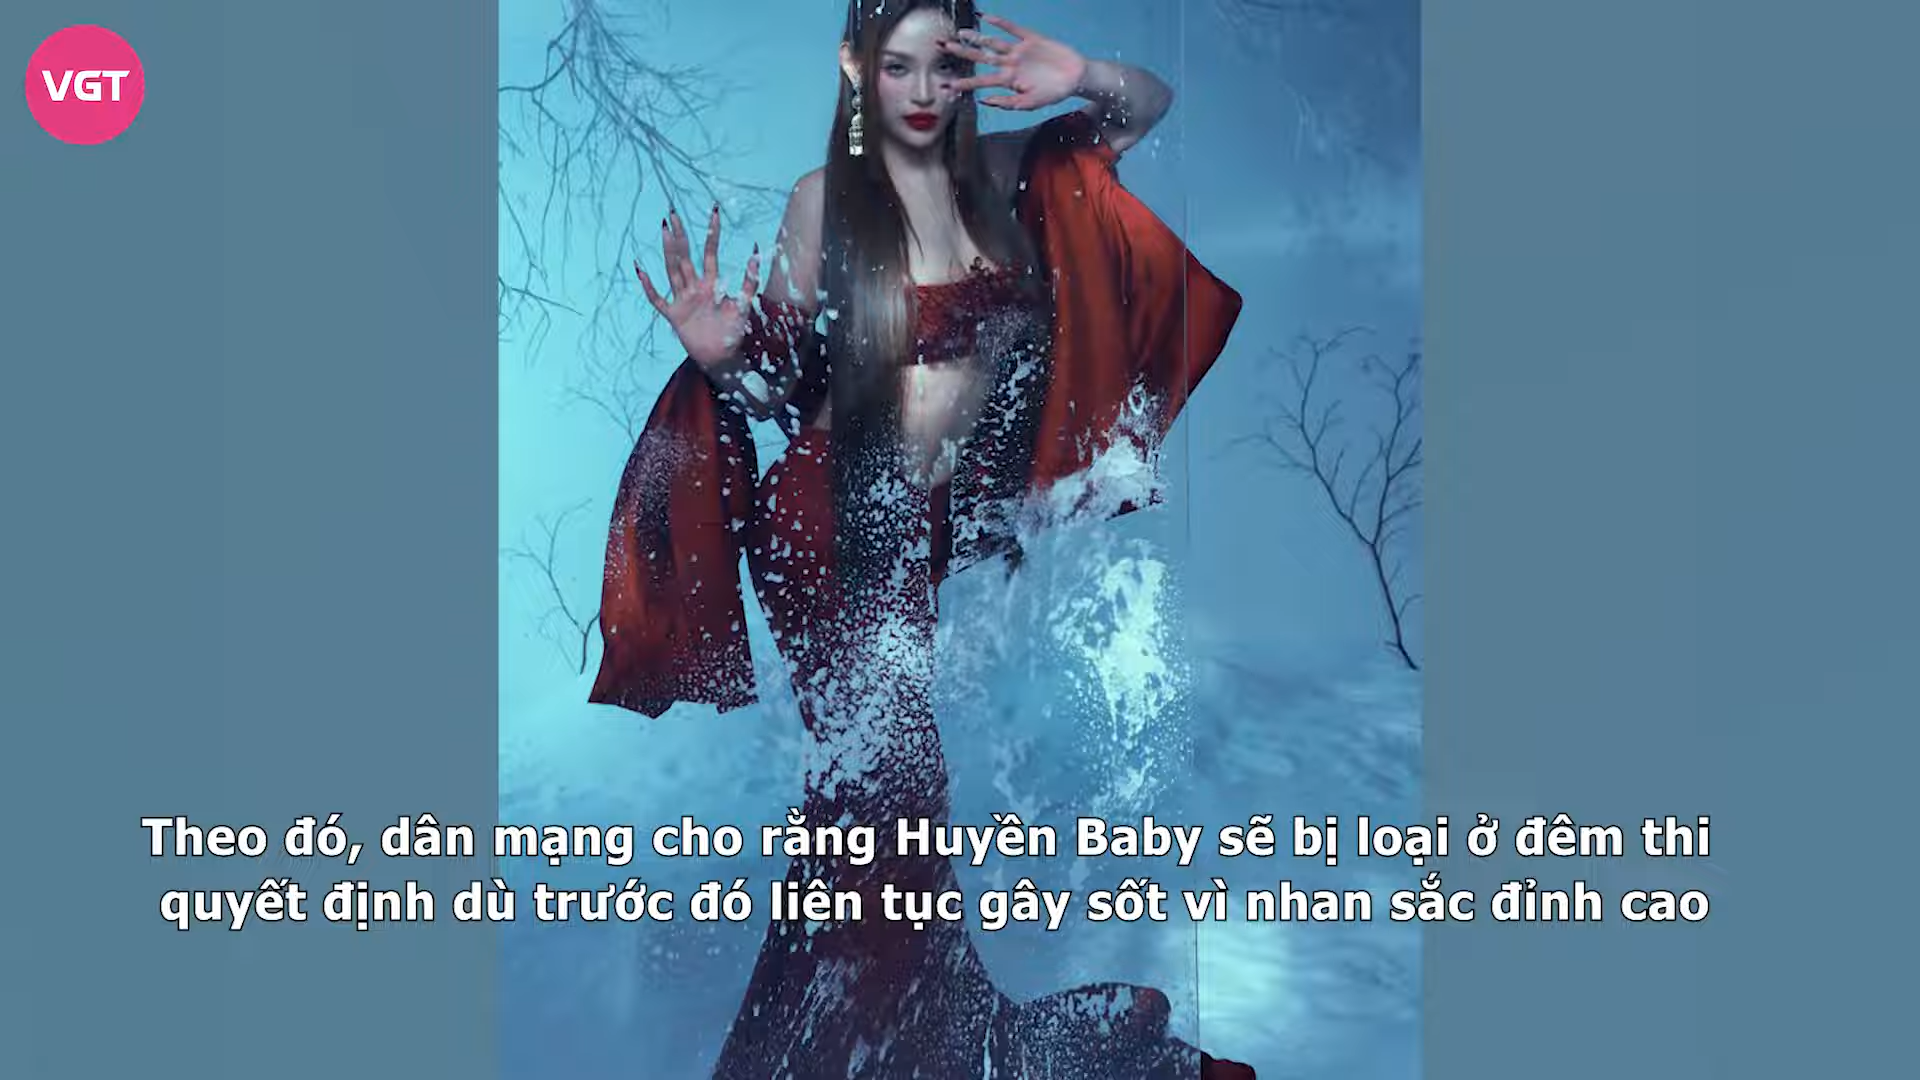 VGT
Theo đó, dân mạng cho rằng Huyền Baby sẽ bị loại ở đêm thi
quyết định dù trước đó liên tục gây sốt vì nhan sắc đỉnh cao